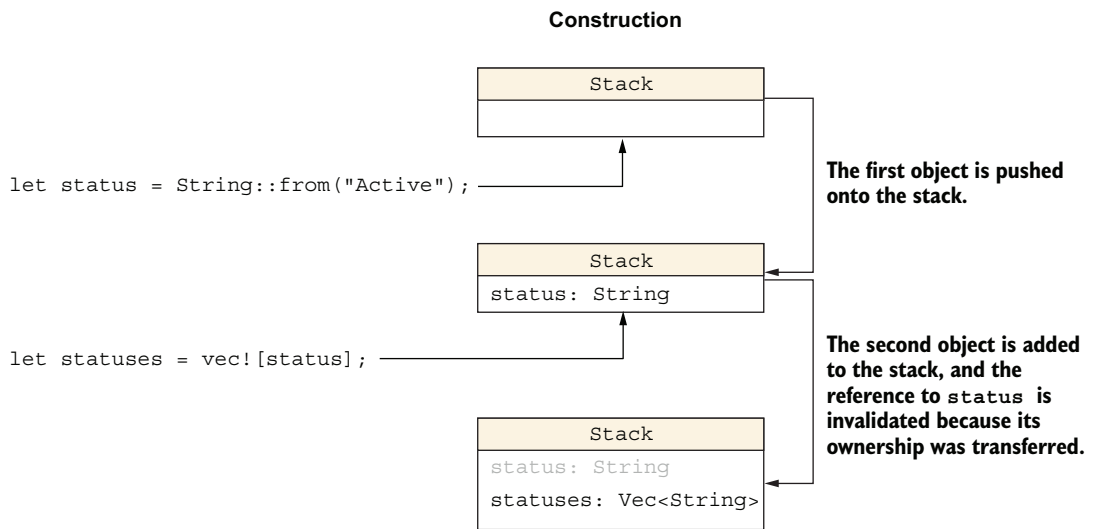 Construction
Stack
let status = String::from("Active");
The first object is pushed
onto the stack.
Stack
status: String
let statuses = vec![status];
The second object is added
to the stack, and the
reference to status is
invalidated because its
ownership was transferred.
Stack
status: String
statuses: Vec<String>